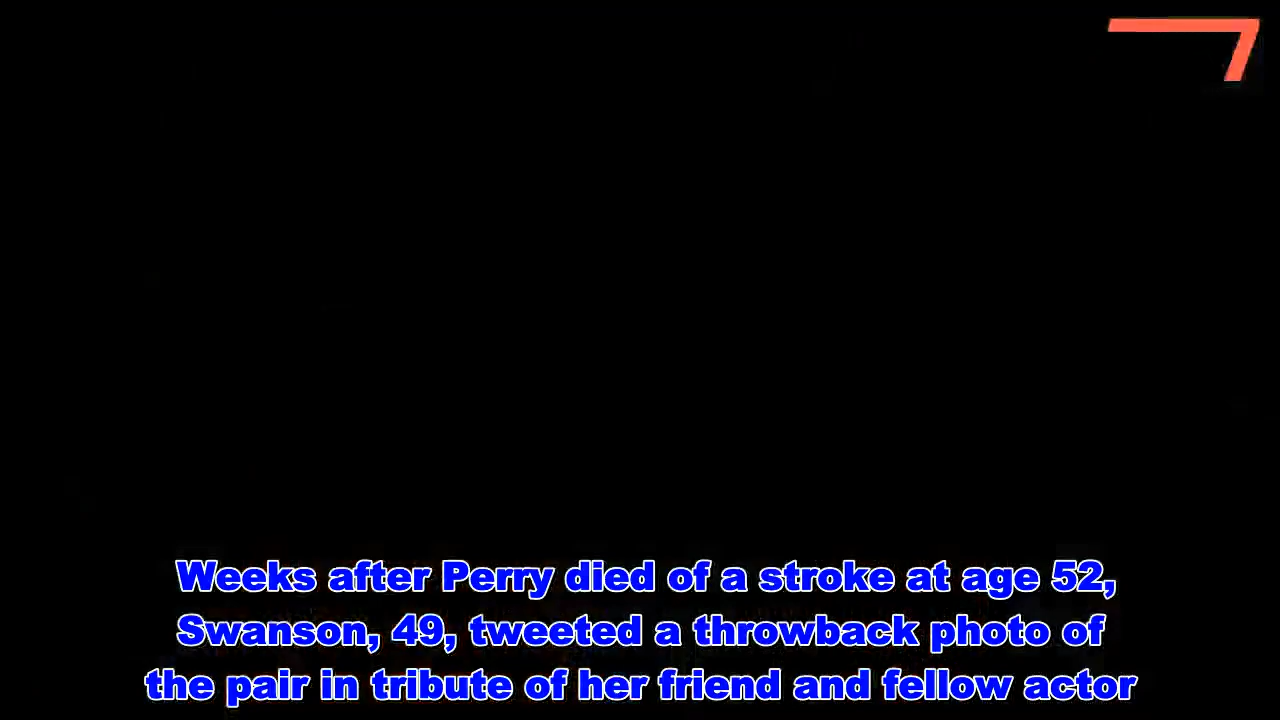 Weeks after Perry died of a stroke at age 52,
Swanson, 49, tweeted a throwback photo of
the pair in tribute of her friend and fellow actor